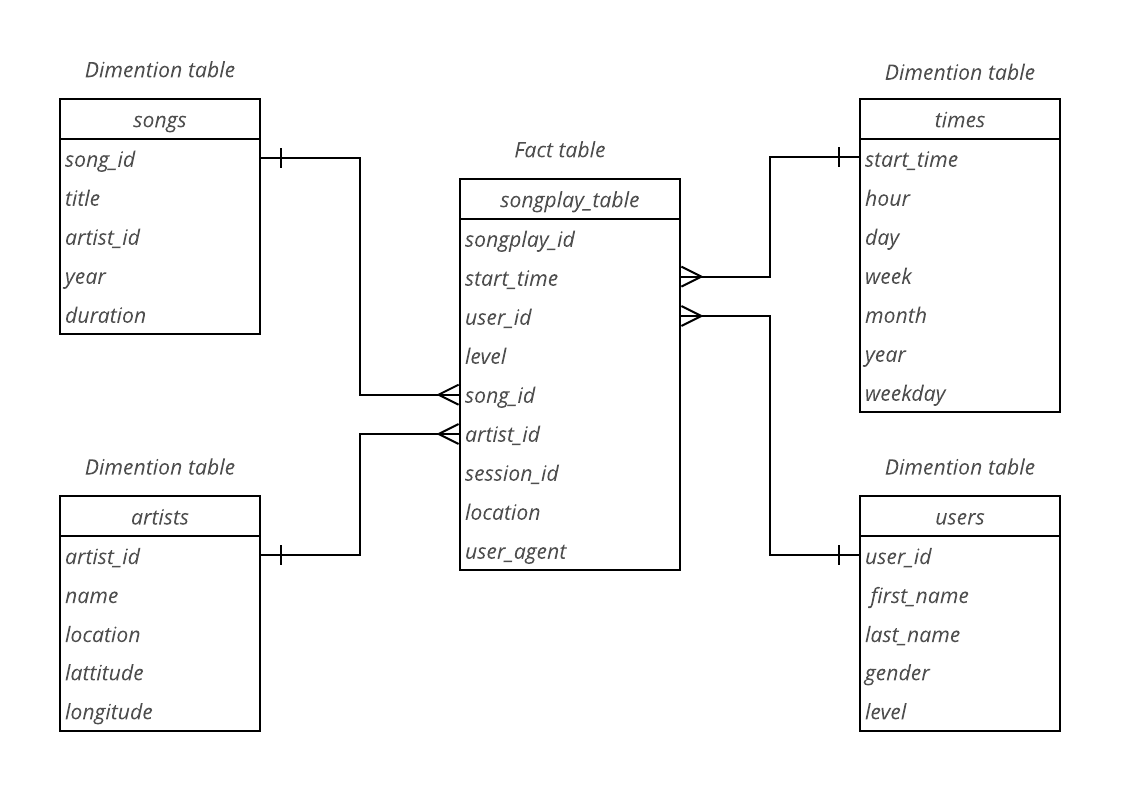 Dimention table
songs
song_id
title
artist_id
year
duration
Dimention table
artists
artist_id
name
location
lattitude
longitude
Fact table
songplay_table
songplay_id
start_time
user_id
level
song_id
artist_id
session_id
location
user_agent
Dimention table
times
start_time
hour
day
week
month
year
weekday
Dimention table
users
user_id
first_name
last_name
gender
level